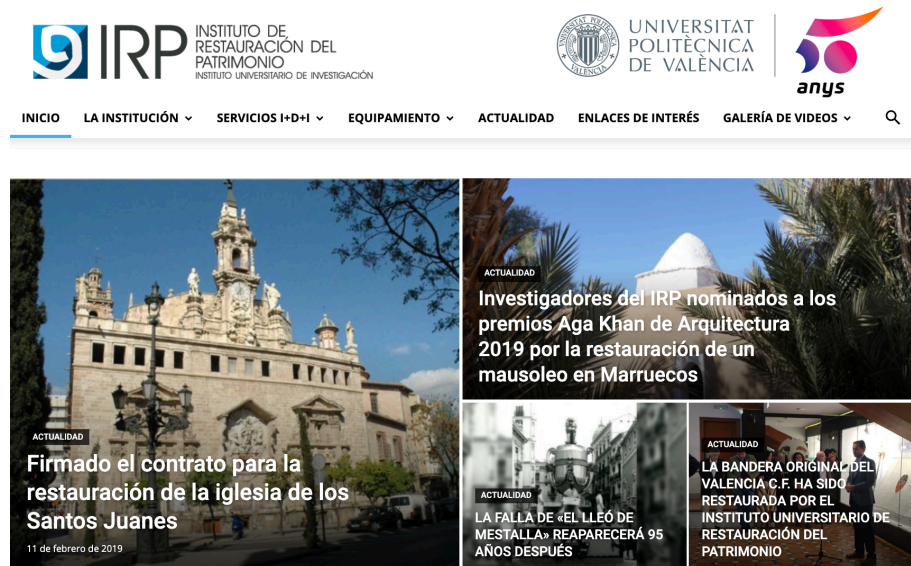 IRP
INSTITUTO DE
RESTAURACIÓN DEL
PATRIMONIO
INSTITUTO UNIVERSITARIO DE INVESTIGACIÓN
UNIVERSITAT
POLITÈCNICA
DE VALÈNCIA
50
anys
INICIO
LA INSTITUCIÓN
SERVICIOS I+D+I
EQUIPAMIENTO
ACTUALIDAD
ENLACES DE INTERÉS
GALERÍA DE VIDEOS
ACTUALIDAD
Firmado el contrato para la
restauración de la iglesia de los
Santos Juanes
11 de febrero de 2019
ACTUALIDAD
Investigadores del IRP nominados a los
premios Aga Khan de Arquitectura
2019 por la restauración de un
mausoleo en Marruecos
ACTUALIDAD
LA FALLA DE «EL LLEÓ DE
MESTALLA» REAPARECERÁ 95
AÑOS DESPUÉS
ACTUALIDAD
LA BANDERA ORIGINAL DEL
VALENCIA C.F. HA SIDO
RESTAURADA POR EL
INSTITUTO UNIVERSITARIO DE
RESTAURACIÓN DEL
PATRIMONIO